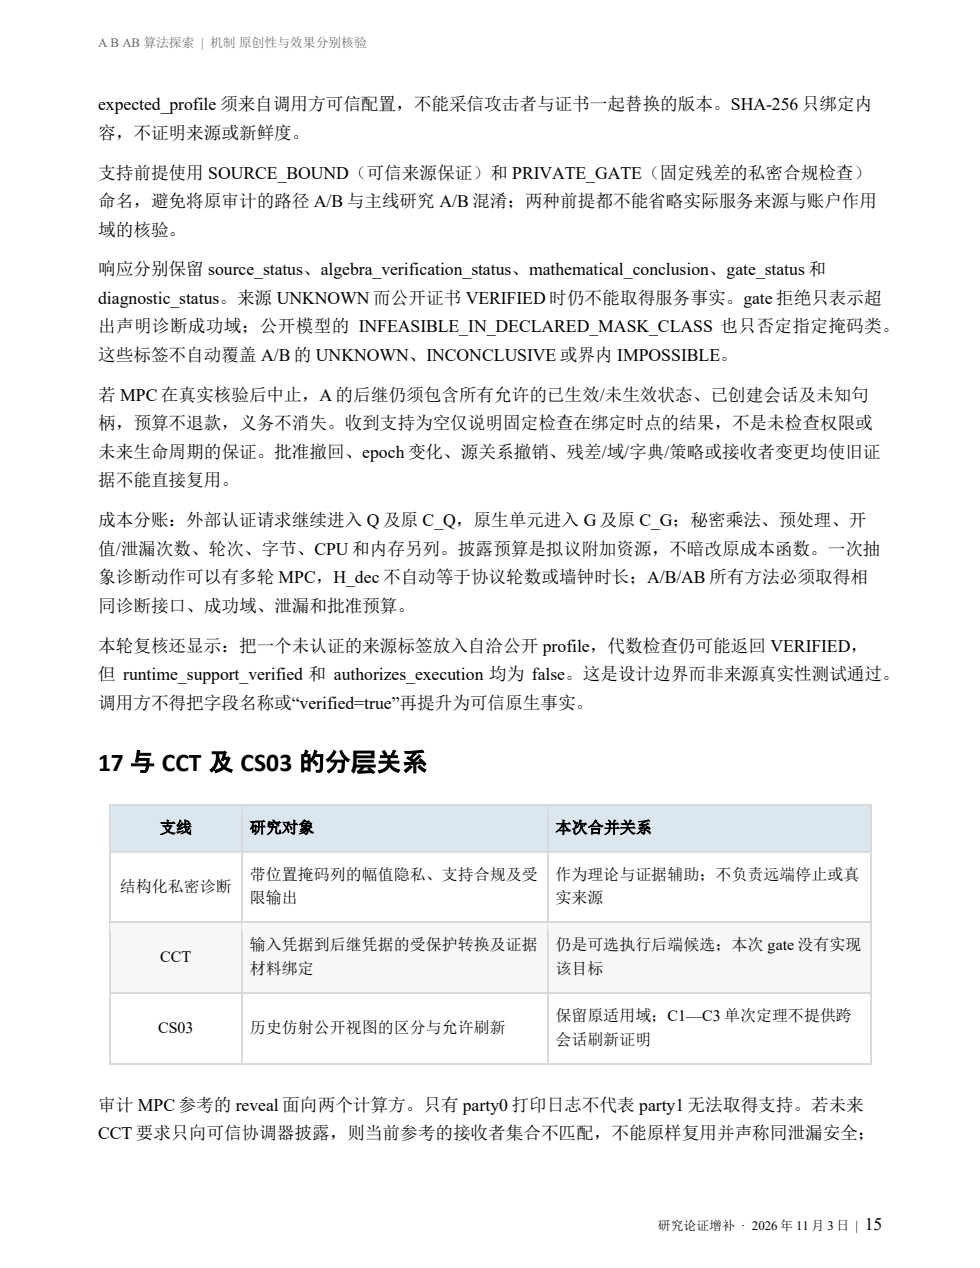 A B AB 算法探索 | 机制 原创性与效果分别核验
expected_profile 须来自调用方可信配置，不能采信攻击者与证书一起替换的版本。SHA-256 只绑定内
容，不证明来源或新鲜度。
支持前提使用 SOURCE_BOUND（可信来源保证）和 PRIVATE_GATE（固定残差的私密合规检查）
命名，避免将原审计的路径 A/B 与主线研究 A/B 混淆；两种前提都不能省略实际服务来源与账户作用
域的核验。
响应分别保留 source_status、algebra_verification_status、mathematical_conclusion、gate_status 和
diagnostic_status。来源 UNKNOWN 而公开证书 VERIFIED 时仍不能取得服务事实。gate 拒绝只表示超
出声明诊断成功域；公开模型的 INFEASIBLE_IN_DECLARED_MASK_CLASS 也只否定指定掩码类。
这些标签不自动覆盖 A/B 的 UNKNOWN、INCONCLUSIVE 或界内 IMPOSSIBLE。
若 MPC 在真实核验后中止，A 的后继仍须包含所有允许的已生效/未生效状态、已创建会话及未知句
柄，预算不退款，义务不消失。收到支持为空仅说明固定检查在绑定时点的结果，不是未检查权限或
未来生命周期的保证。批准撤回、epoch 变化、源关系撤销、残差/域/字典/策略或接收者变更均使旧证
据不能直接复用。
成本分账：外部认证请求继续进入 Q 及原 C_Q，原生单元进入 G 及原 C_G；秘密乘法、预处理、开
值/泄漏次数、轮次、字节、CPU 和内存另列。披露预算是拟议附加资源，不暗改原成本函数。一次抽
象诊断动作可以有多轮 MPC，H_dec 不自动等于协议轮数或墙钟时长；A/B/AB 所有方法必须取得相
同诊断接口、成功域、泄漏和批准预算。
本轮复核还显示：把一个未认证的来源标签放入自洽公开 profile，代数检查仍可能返回 VERIFIED，
但 runtime_support_verified 和 authorizes_execution 均为 false。这是设计边界而非来源真实性测试通过。
调用方不得把字段名称或“verified=true”再提升为可信原生事实。
17 与 CCT 及 CS03 的分层关系
支线 研究对象 本次合并关系
结构化私密诊断 带位置掩码列的幅值隐私、支持合规及受 作为理论与证据辅助；不负责远端停止或真
限输出 实来源
CCT 输入凭据到后继凭据的受保护转换及证据 仍是可选执行后端候选；本次 gate 没有实现
材料绑定 该目标
CS03 历史仿射公开视图的区分与允许刷新 保留原适用域；C1—C3 单次定理不提供跨
会话刷新证明
审计 MPC 参考的 reveal 面向两个计算方。只有 party0 打印日志不代表 party1 无法取得支持。若未来
CCT 要求只向可信协调器披露，则当前参考的接收者集合不匹配，不能原样复用并声称同泄漏安全；
研究论证增补 · 2026 年 11 月 3 日 | 15